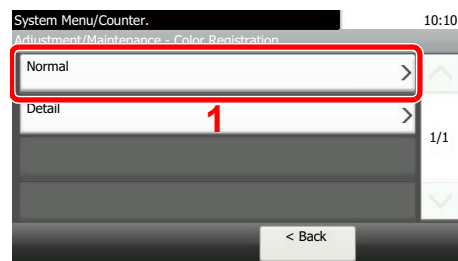 System Menu/Counter.
10:10
Adjustment/Maintenance - Color Registration
Normal
Detail
1
1/1
< Back